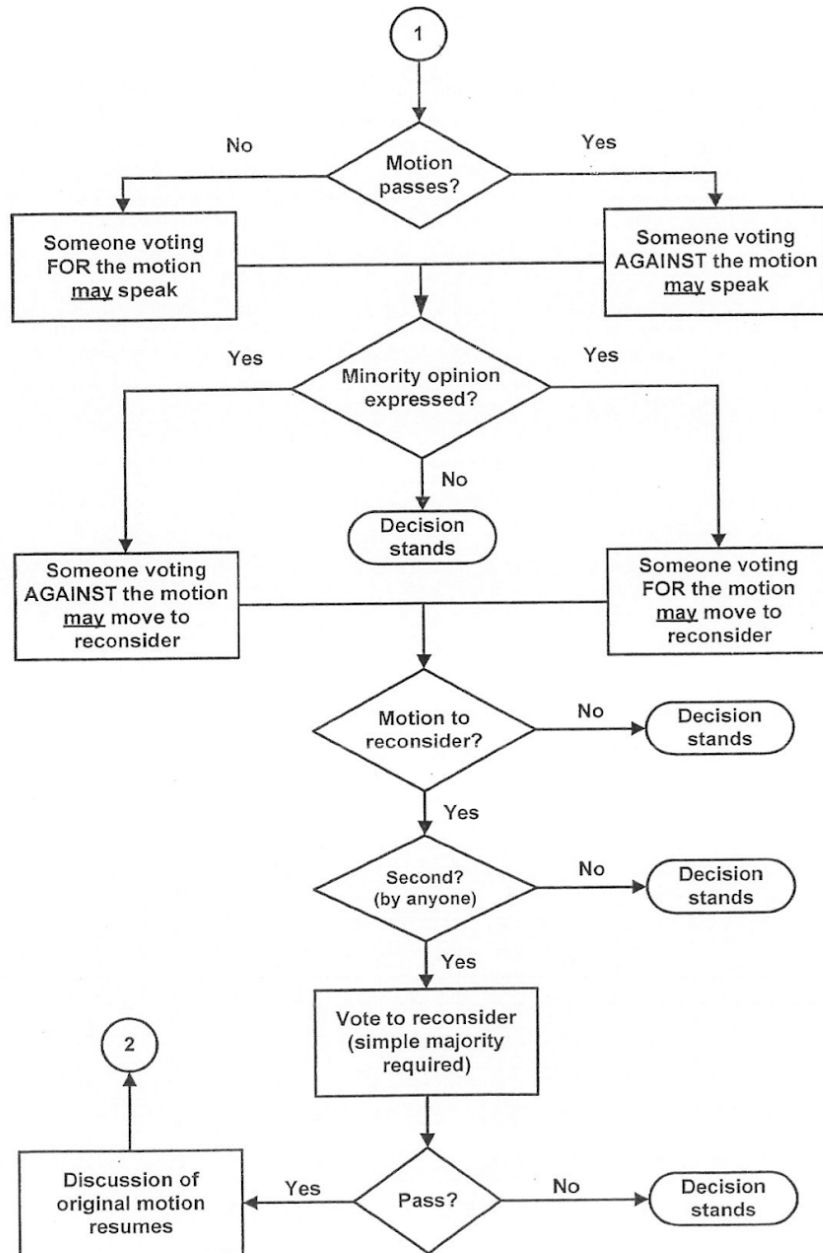 1
No
Yes
Motion
passes?
Someone voting
FOR the motion
may speak
Someone voting
AGAINST the motion
may speak
Yes
Yes
Minority opinion
expressed?
No
Decision
stands
Someone voting
AGAINST the motion
may move to
reconsider
Someone voting
FOR the motion
may move to
reconsider
Motion to
reconsider?
No
Decision
stands
Yes
Second?
(by anyone)
No
Decision
stands
Yes
Vote to reconsider
(simple majority
required)
2
Discussion of
original motion
resumes
Yes
Pass?
No
Decision
stands